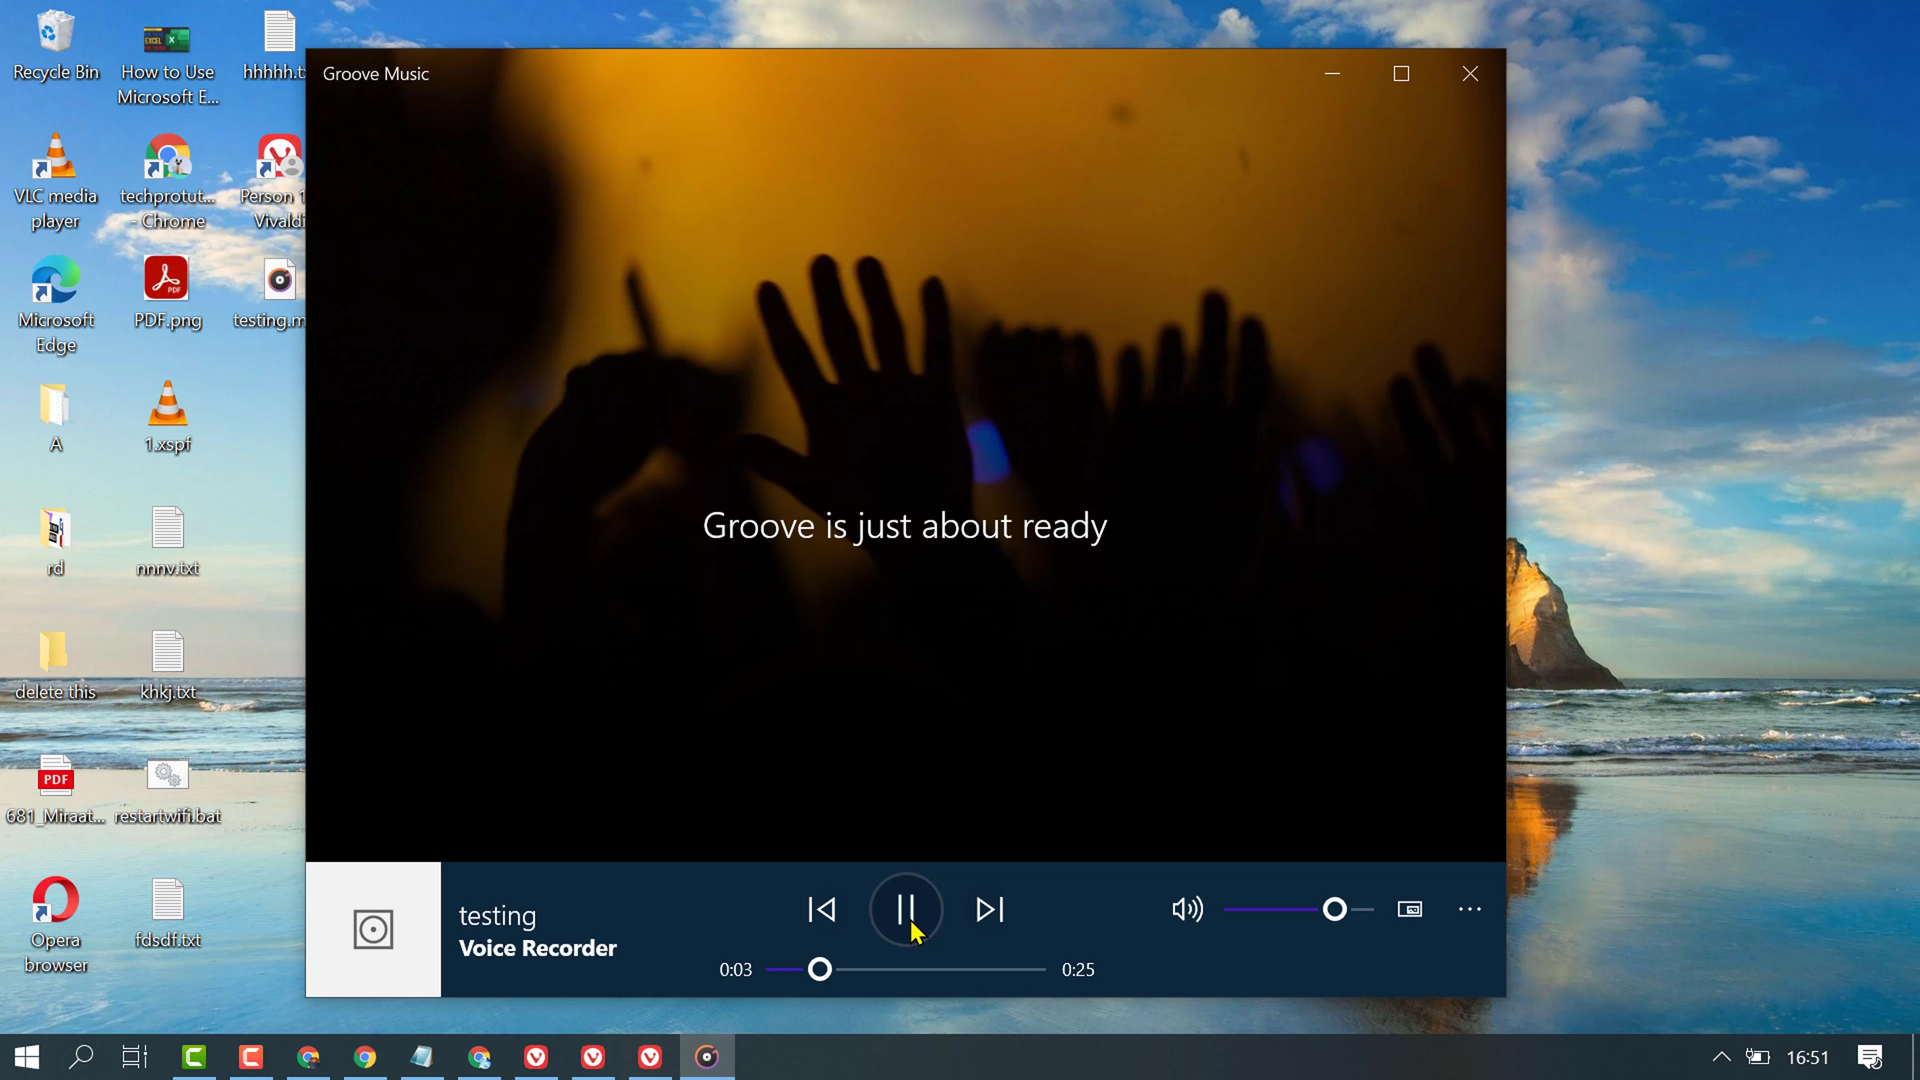 Recycle Bin
How to Use
Microsoft E...
VLC media
player
techprotut...
- Chrome
Person 1
Vivaldi
Microsoft
Edge
PDF.png
testing.m
A
1.xspf
rd
nnnv.txt
delete this
khkj.txt
PDF
681_Miraat...
restartwifi.bat
Opera
browser
fdsdf.txt
Groove Music
Groove is just about ready
testing
Voice Recorder
0:03
0:25
16:51